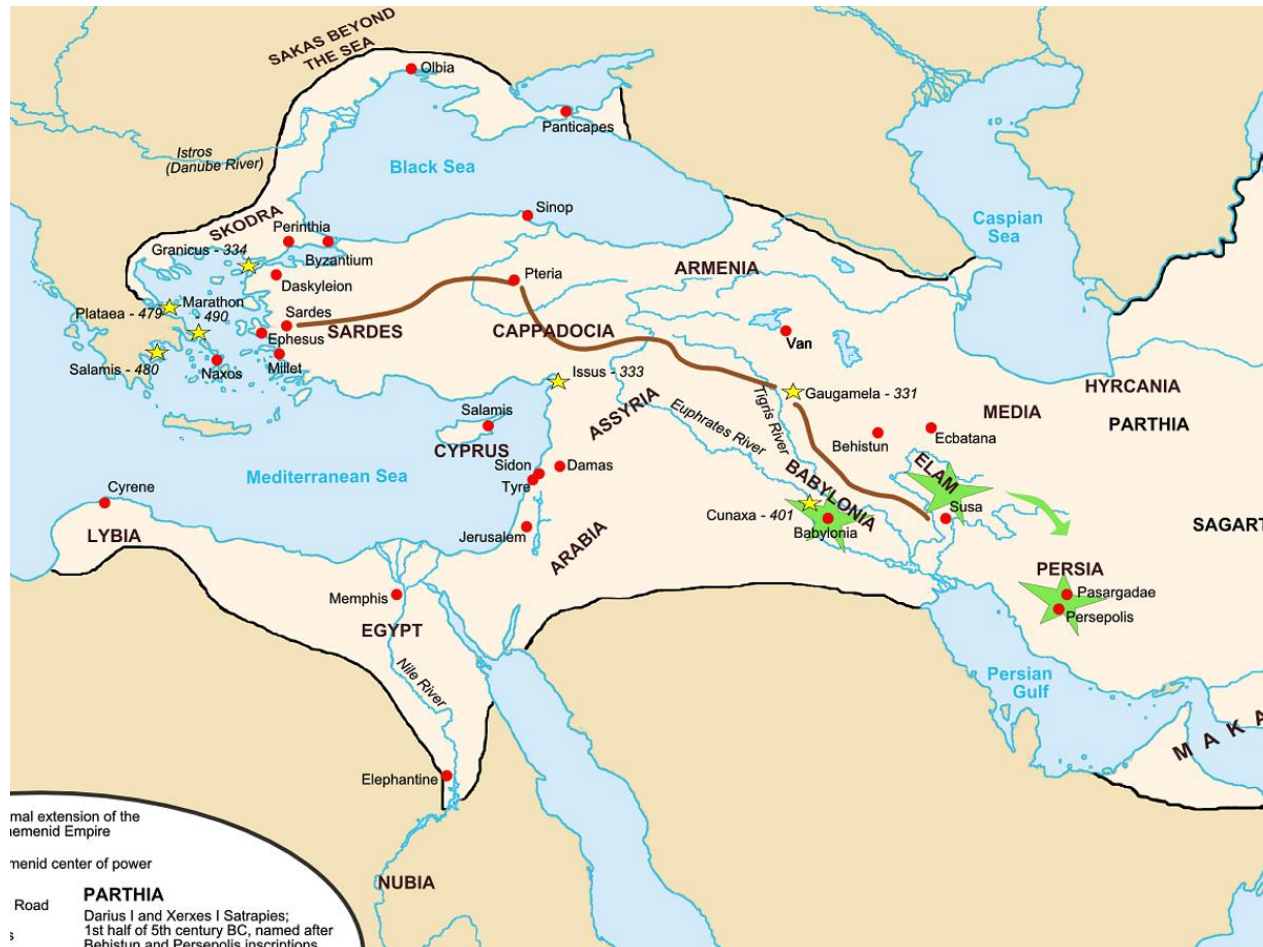 SAKAS BEYOND
THE SEA
Olbia
Panticapes
Istros
(Danube River)
Black Sea
Caspian
Sea
SKODRA
Sinop
Perinthia
Byzantium
Granicus - 334
Daskyleion
Pteria
ARMENIA
Marathon
- 490
Plataea - 479
Sardes
SARDES
CAPPADOCIA
Van
Ephesus
Salamis - 480
Naxos
Millet
Issus - 333
Gaugamela - 331
HYRCANIA
MEDIA
PARTHIA
ASSYRIA
Tigris River
Euphrates River
Salamis
CYPRUS
Behistun
Ecbatana
Mediterranean Sea
Sidon
Damas
Tyre
BABYLONIA
ELAM
Cyrene
Susa
Cunaxa - 401
Babylonia
SAGART
LYBIA
Jerusalem
ARABIA
PERSIA
Pasargadae
Persepolis
Memphis
EGYPT
Nile River
Persian
Gulf
MAKA
Elephantine
NUBIA
mal extension of the
emenid Empire
menid center of power
Road
s
PARTHIA
Darius I and Xerxes I Satrapies;
1st half of 5th century BC, named after
Behistun and Persepolis inscriptions